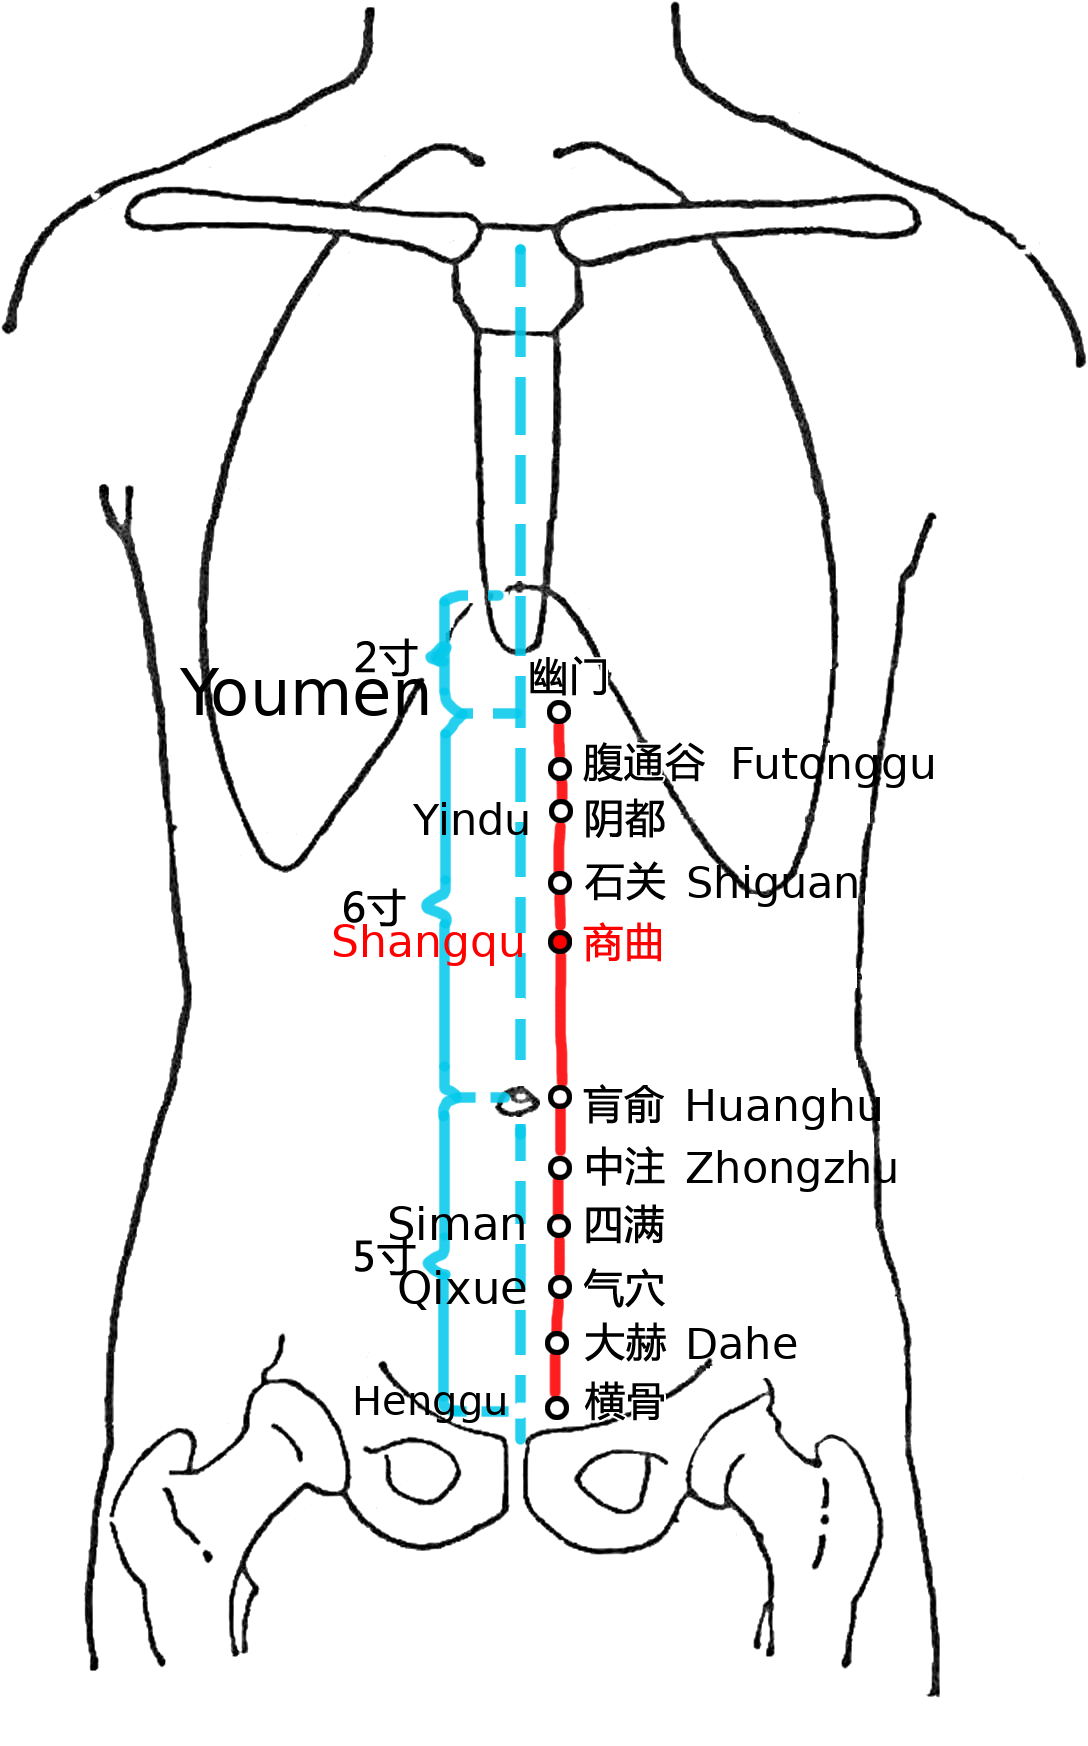 2寸
幽门
Youmen
腹通谷 Futonggu
Yindu 阴都
石关 Shiguan
6寸
Shangqu 商曲
肓俞 Huanghu
中注 Zhongzhu
Siman 四满
5寸
Qixue 气穴
大赫 Dahe
Henggu 横骨